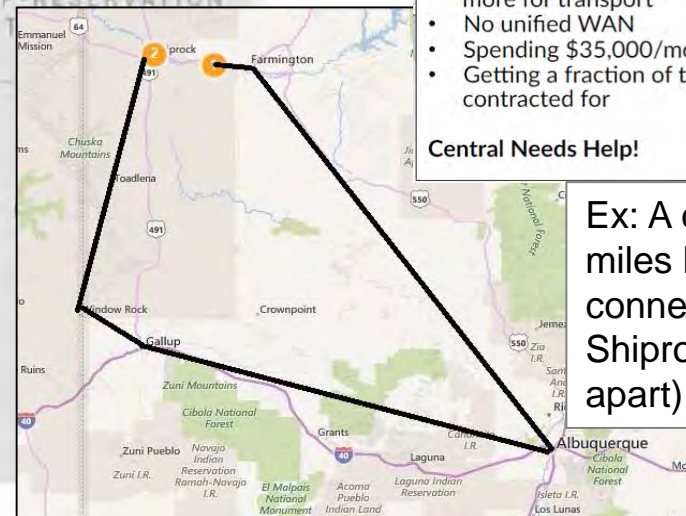 PRESERVATION
T
more for transport
• No unified WAN
• Spending $35,000/mo
• Getting a fraction of t
contracted for
Central Needs Help!
Ex: A c
miles l
connec
Shipro
apart)
Emmanuel
Mission
64
2
prock
491
Farmington
Chuska
Mountains
Toadlena
550
National
Forest
491
Window Rock
Crownpoint
Gallup
550
Jemez
Zia
I.R.
Ruins
Zuni Mountains
Cibola National
Forest
40
Zuni Pueblo
Zuni I.R.
Navajo
Indian
Reservation
Ramah-Navajo
I.R.
Grants
40
El Malpais
National
Monument
Acoma
Pueblo
Indian Land
Laguna
Laguna Indian
Reservation
I.R.
Albuquerque
Cibola
National
Forest
Isleta I.R.
Los Lunas